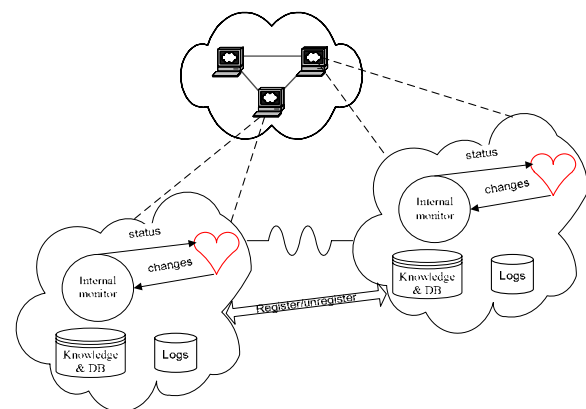 status
changes
Internal
monitor
Knowledge
& DB
Logs
status
changes
Internal
monitor
Register/unregister
Knowledge
& DB
Logs